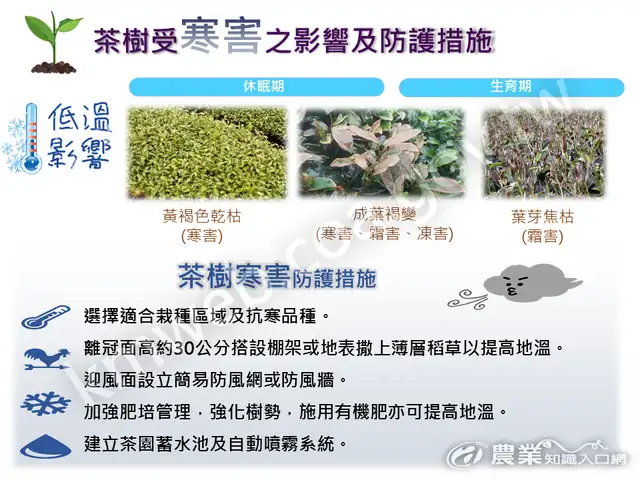 茶樹受寒害之影響及防護措施
休眠期
生育期
低溫
影響
黃褐色乾枯
(寒害)
成葉褐變
(寒害、霜害、凍害)
葉芽焦枯
(霜害)
茶樹寒害防護措施
選擇適合栽種區域及抗寒品種。
離冠面高約30公分搭設棚架或地表撒上薄層稻草以提高地溫。
迎風面設立簡易防風網或防風牆。
加強肥培管理，強化樹勢，施用有機肥亦可提高地溫。
建立茶園蓄水池及自動噴霧系統。
農業知識入口網